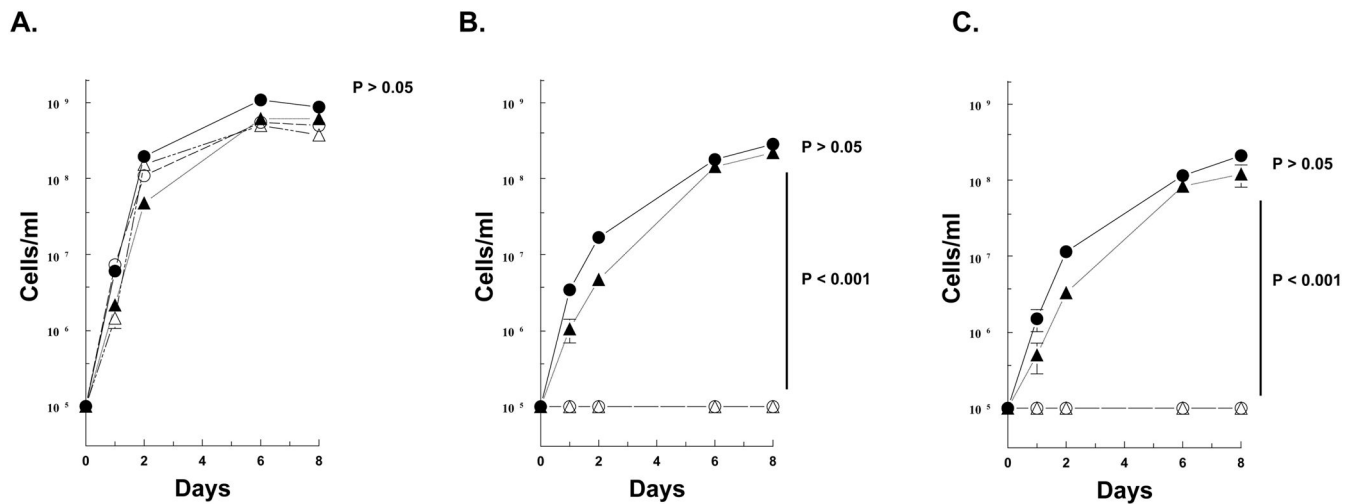 A.
B.
C.
P > 0.05
10⁹
10⁸
10⁷
10⁶
10⁵
Cells/ml
0
2
4
6
8
Days
10⁹
10⁸
10⁷
10⁶
10⁵
Cells/ml
P > 0.05
P < 0.001
0
2
4
6
8
Days
10⁹
10⁸
10⁷
10⁶
10⁵
Cells/ml
P > 0.05
P < 0.001
0
2
4
6
8
Days